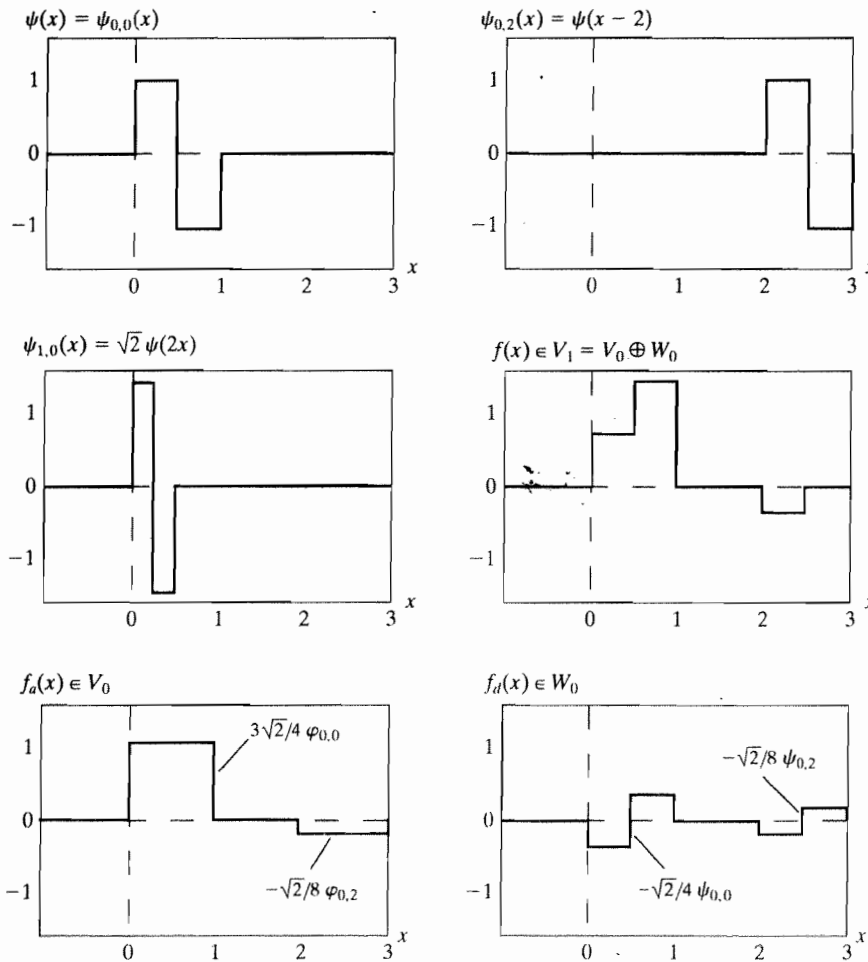 ψ(x) = ψ0,0(x)
ψ0,2(x) = ψ(x − 2)
1
0
−1
0 1 2 3
x
1
0
−1
0 1 2 3
x
ψ1,0(x) = √2 ψ(2x)
f(x) ∈ V1 = V0 ⊕ W0
1
0
−1
0 1 2 3
x
1
0
−1
0 1 2 3
x
fa(x) ∈ V0
fd(x) ∈ W0
1
0
−1
3√2/4 φ0,0
−√2/8 φ0,2
0 1 2 3
x
1
0
−1
−√2/8 ψ0,2
−√2/4 ψ0,0
0 1 2 3
x